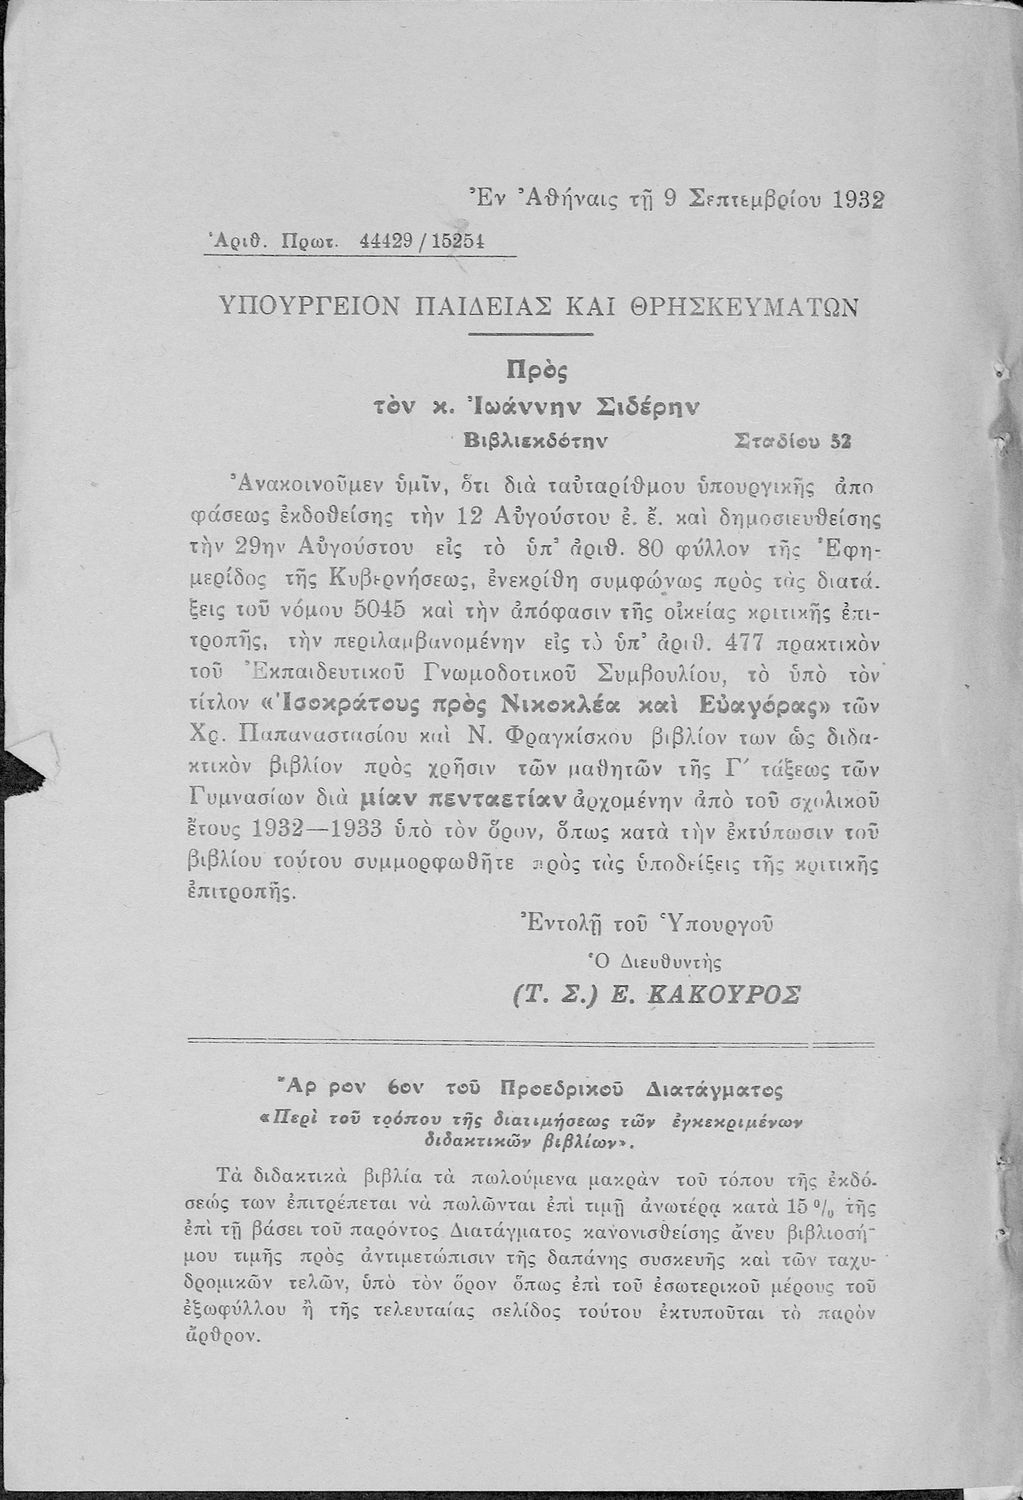 Ἐν Ἀθήναις τῇ 9 Σεπτεμβρίου 1932
Ἀριθ. Πρωτ. 44429 / 15254
ΥΠΟΥΡΓΕΙΟΝ ΠΑΙΔΕΙΑΣ ΚΑΙ ΘΡΗΣΚΕΥΜΑΤΩΝ
Πρὸς
τὸν κ. Ἰωάννην Σιδέρην
Βιβλιεκδότην Σταδίου 52
Ἀνακοινοῦμεν ὑμῖν, ὅτι διὰ ταὐταρίθμου ὑπουργικῆς ἀπο
φάσεως ἐκδοθείσης τὴν 12 Αὐγούστου ἐ. ἔ. καὶ δημοσιευθείσης
τὴν 29ην Αὐγούστου εἰς τὸ ὑπ' ἀριθ. 80 φύλλον τῆς Ἐφη-
μερίδος τῆς Κυβερνήσεως, ἐνεκρίθη συμφώνως πρὸς τὰς διατά.
ξεις τοῦ νόμου 5045 καὶ τὴν ἀπόφασιν τῆς οἰκείας κριτικῆς ἐπι-
τροπῆς, τὴν περιλαμβανομένην εἰς τὸ ὑπ' ἀριθ. 477 πρακτικὸν
τοῦ Ἐκπαιδευτικοῦ Γνωμοδοτικοῦ Συμβουλίου, τὸ ὑπὸ τὸν
τίτλον «Ἰσοκράτους πρὸς Νικοκλέα καὶ Εὐαγόρας» τῶν
Χρ. Παπαναστασίου καὶ Ν. Φραγκίσκου βιβλίον των ὡς διδα-
κτικὸν βιβλίον πρὸς χρῆσιν τῶν μαθητῶν τῆς Γ΄ τάξεως τῶν
Γυμνασίων διὰ μίαν πενταετίαν ἀρχομένην ἀπὸ τοῦ σχολικοῦ
ἔτους 1932—1933 ὑπὸ τὸν ὅρον, ὅπως κατὰ τὴν ἐκτύπωσιν τοῦ
βιβλίου τούτου συμμορφωθῆτε πρὸς τὰς ὑποδείξεις τῆς κριτικῆς
ἐπιτροπῆς.
Ἐντολῇ τοῦ Ὑπουργοῦ
Ὁ Διευθυντὴς
(Τ. Σ.) Ε. ΚΑΚΟΥΡΟΣ
Ἄρ ρον 6ον τοῦ Προεδρικοῦ Διατάγματος
«Περὶ τοῦ τρόπου τῆς διατιμήσεως τῶν ἐγκεκριμένων
διδακτικῶν βιβλίων».
Τὰ διδακτικὰ βιβλία τὰ πωλούμενα μακρὰν τοῦ τόπου τῆς ἐκδό-
σεώς των ἐπιτρέπεται νὰ πωλῶνται ἐπὶ τιμῇ ἀνωτέρᾳ κατὰ 15 % τῆς
ἐπὶ τῇ βάσει τοῦ παρόντος Διατάγματος κανονισθείσης ἄνευ βιβλιοσή-
μου τιμῆς πρὸς ἀντιμετώπισιν τῆς δαπάνης συσκευῆς καὶ τῶν ταχυ-
δρομικῶν τελῶν, ὑπὸ τὸν ὅρον ὅπως ἐπὶ τοῦ ἐσωτερικοῦ μέρους τοῦ
ἐξωφύλλου ἢ τῆς τελευταίας σελίδος τούτου ἐκτυποῦται τὸ παρὸν
ἄρθρον.